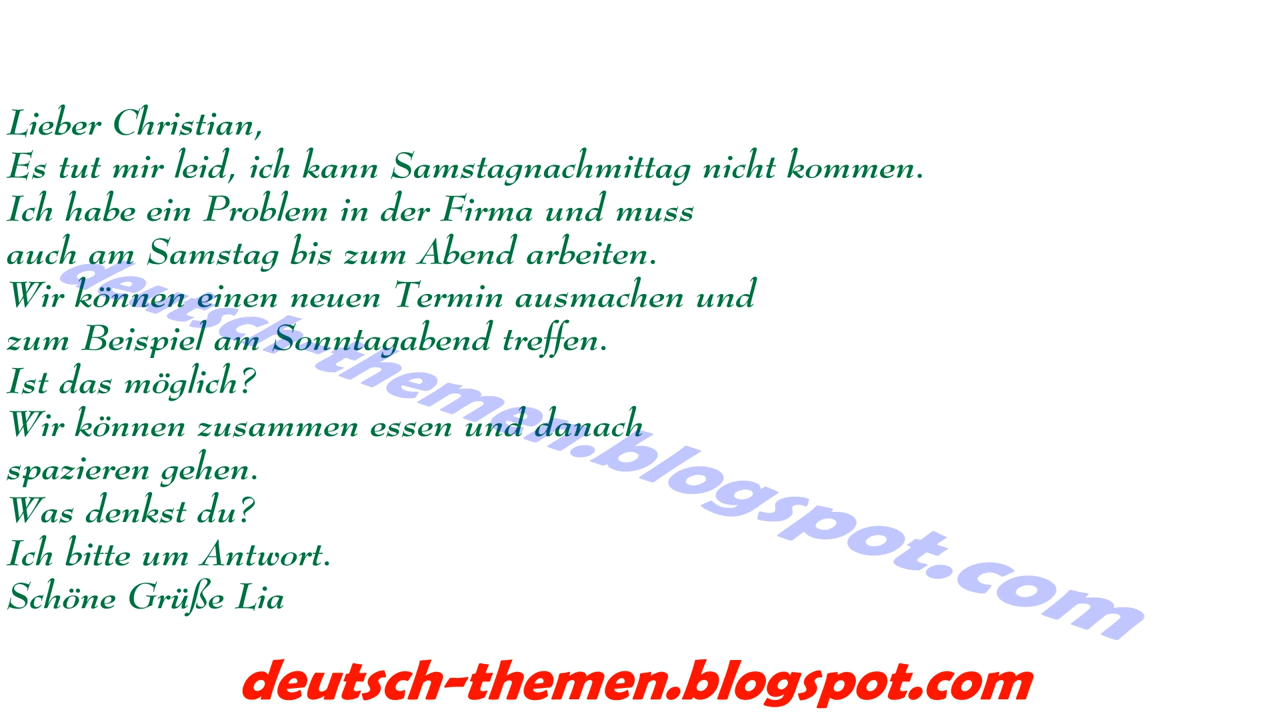 Lieber Christian,
Es tut mir leid, ich kann Samstagnachmittag nicht kommen.
Ich habe ein Problem in der Firma und muss
auch am Samstag bis zum Abend arbeiten.
Wir können einen neuen Termin ausmachen und
zum Beispiel am Sonntagabend treffen.
Ist das möglich?
Wir können zusammen essen und danach
spazieren gehen.
Was denkst du?
Ich bitte um Antwort.
Schöne Grüße Lia
deutsch-themen.blogspot.com
deutsch-themen.blogspot.com